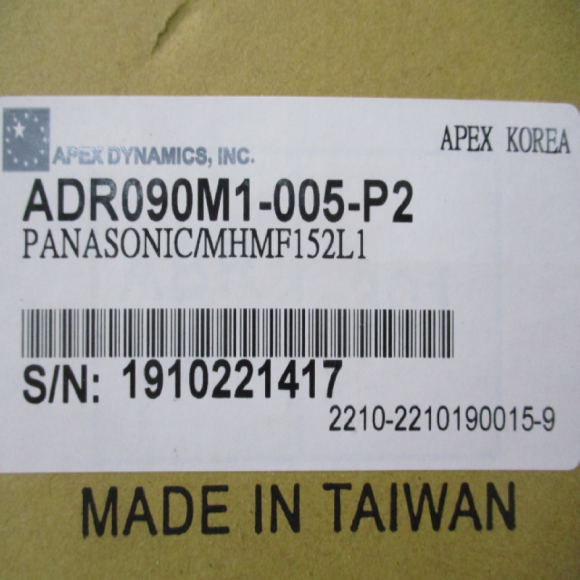 APEX DYNAMICS, INC.
APEX KOREA
ADR090M1-005-P2
PANASONIC/MHMF152L1
S/N: 1910221417
2210-2210190015-9
MADE IN TAIWAN